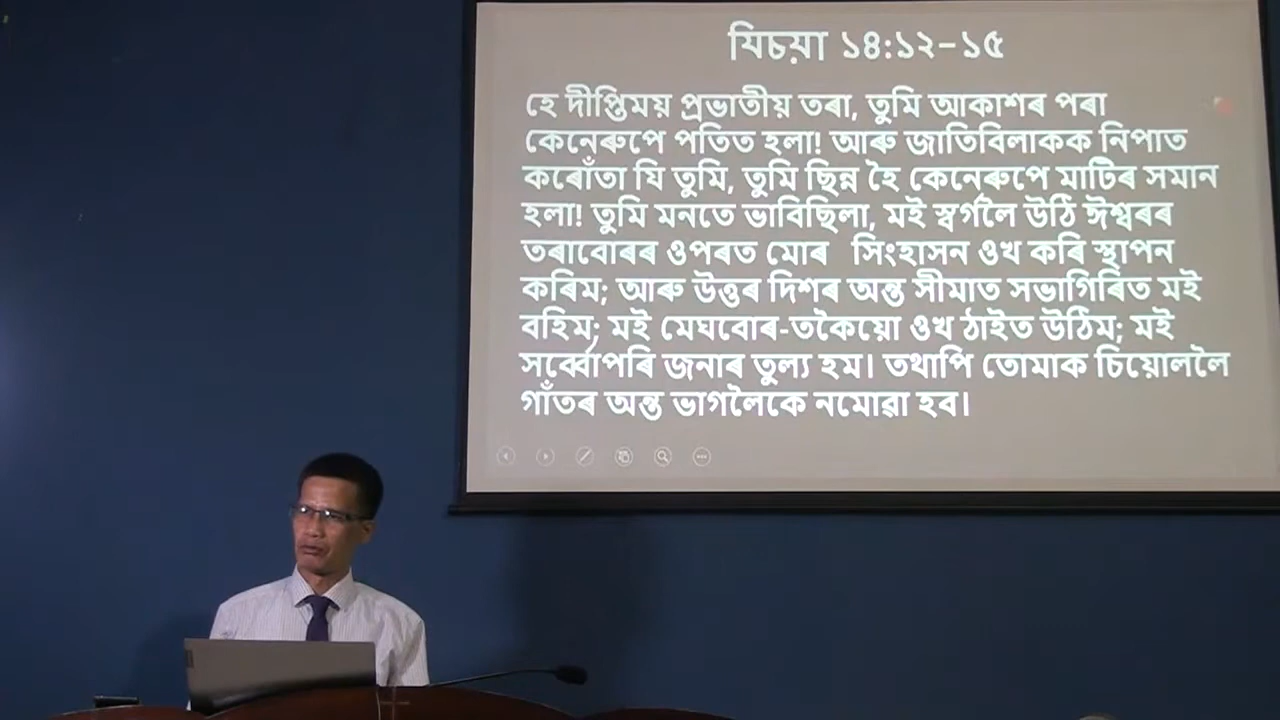 যিচয়া ১৪:১২-১৫
হে দীপ্তিময় প্ৰভাতীয় তৰা, তুমি আকাশৰ পৰা
কেনেৰুপে পতিত হলা! আৰু জাতিবিলাকক নিপাত
কৰোঁতা যি তুমি, তুমি ছিন্ন হৈ কেনেৰুপে মাটিৰ সমান
হলা! তুমি মনতে ভাবিছিলা, মই স্বৰ্গলৈ উঠি ঈশ্বৰৰ
তৰাবোৰৰ ওপৰত মোৰ সিংহাসন ওখ কৰি স্থাপন
কৰিম; আৰু উত্তৰ দিশৰ অন্ত সীমাত সভাগিৰিত মই
বহিম; মই মেঘবোৰ-তকৈয়ো ওখ ঠাইত উঠিম; মই
সৰ্ব্বোপৰি জনাৰ তুল্য হম। তথাপি তোমাক চিয়োললৈ
গাঁতৰ অন্ত ভাগলৈকে নমোৱা হব।